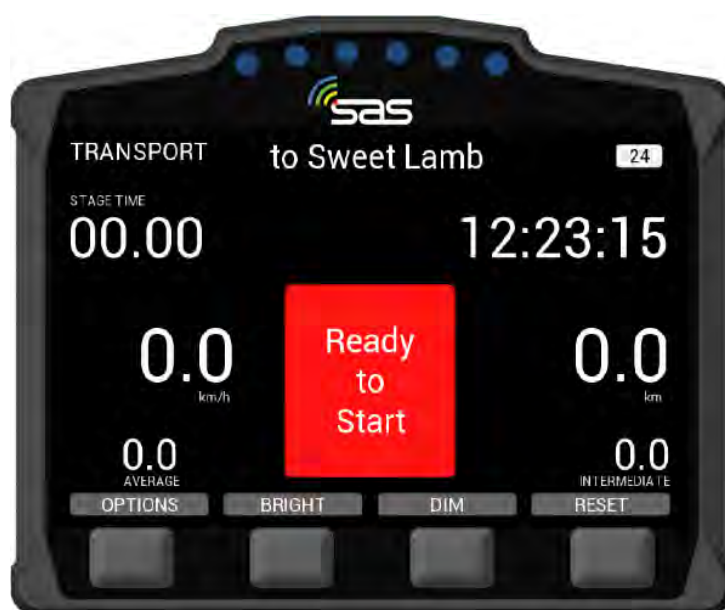 sas
TRANSPORT
to Sweet Lamb
24
STAGE TIME
00.00
12:23:15
0.0
km/h
Ready
to
Start
0.0
km
0.0
AVERAGE
0.0
INTERMEDIATE
OPTIONS
BRIGHT
DIM
RESET